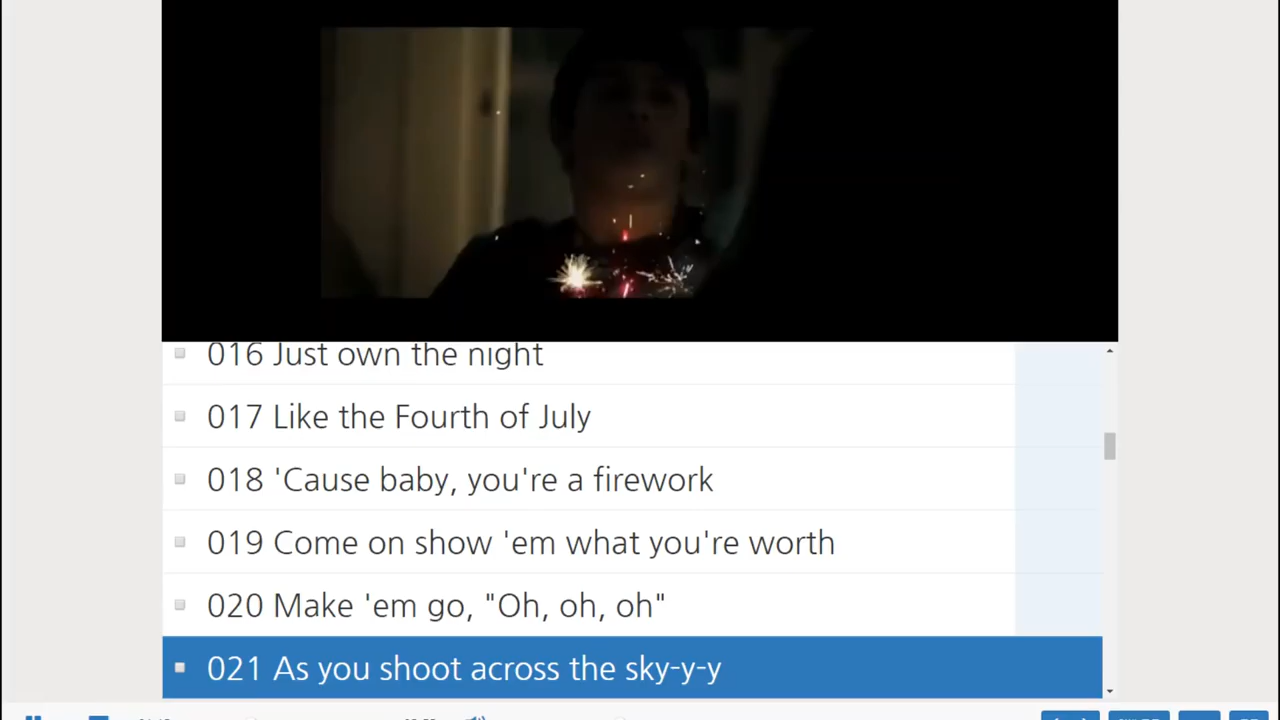 016 Just own the night
017 Like the Fourth of July
018 'Cause baby, you're a firework
019 Come on show 'em what you're worth
020 Make 'em go, "Oh, oh, oh"
021 As you shoot across the sky-y-y